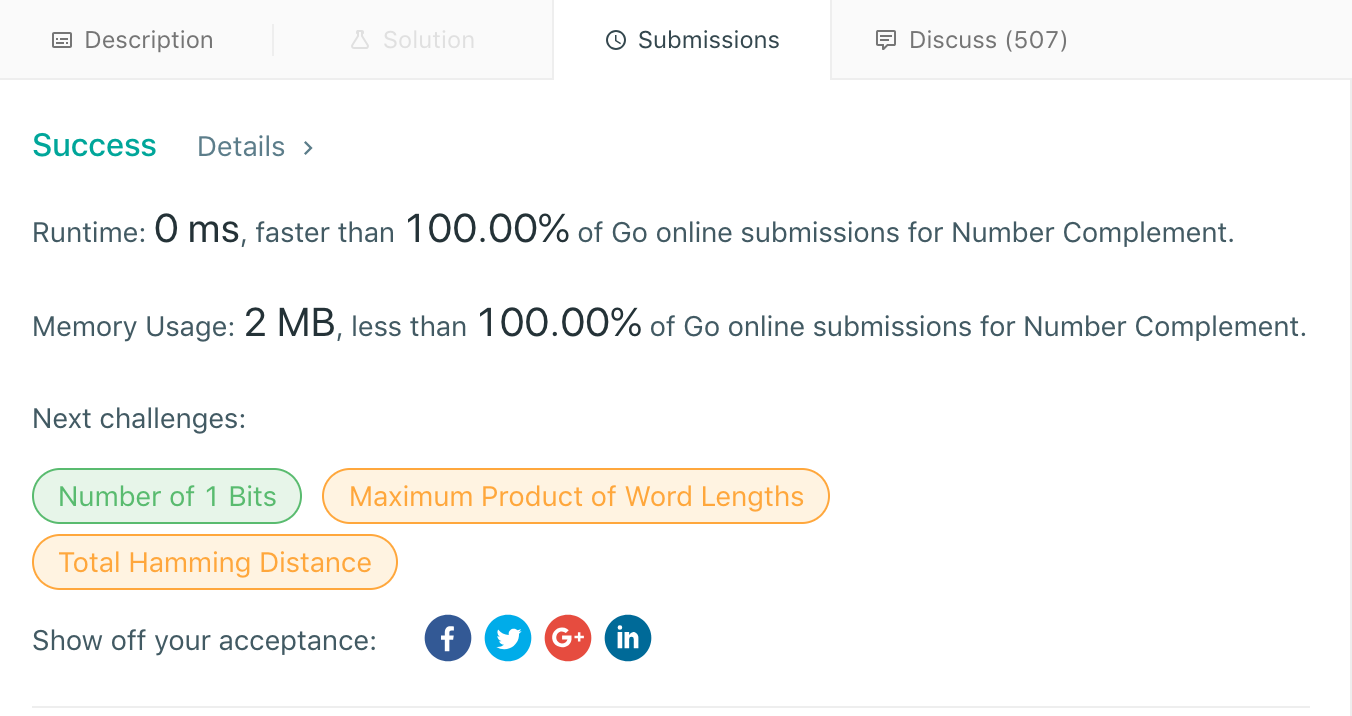 Description Solution Submissions Discuss (507)
Success Details >
Runtime: 0 ms, faster than 100.00% of Go online submissions for Number Complement.
Memory Usage: 2 MB, less than 100.00% of Go online submissions for Number Complement.
Next challenges:
Number of 1 Bits Maximum Product of Word Lengths
Total Hamming Distance
Show off your acceptance: f G+ in